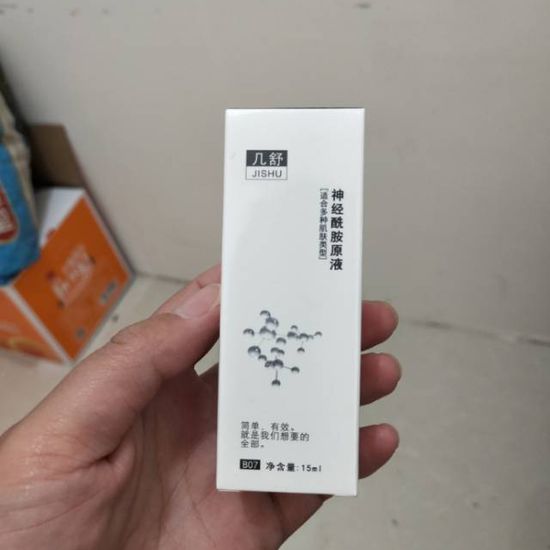 几舒
JISHU
神经酰胺原液
[适合多种肌肤类型]
简单、有效。
就是我们想要的
全部。
B07 净含量:15ml